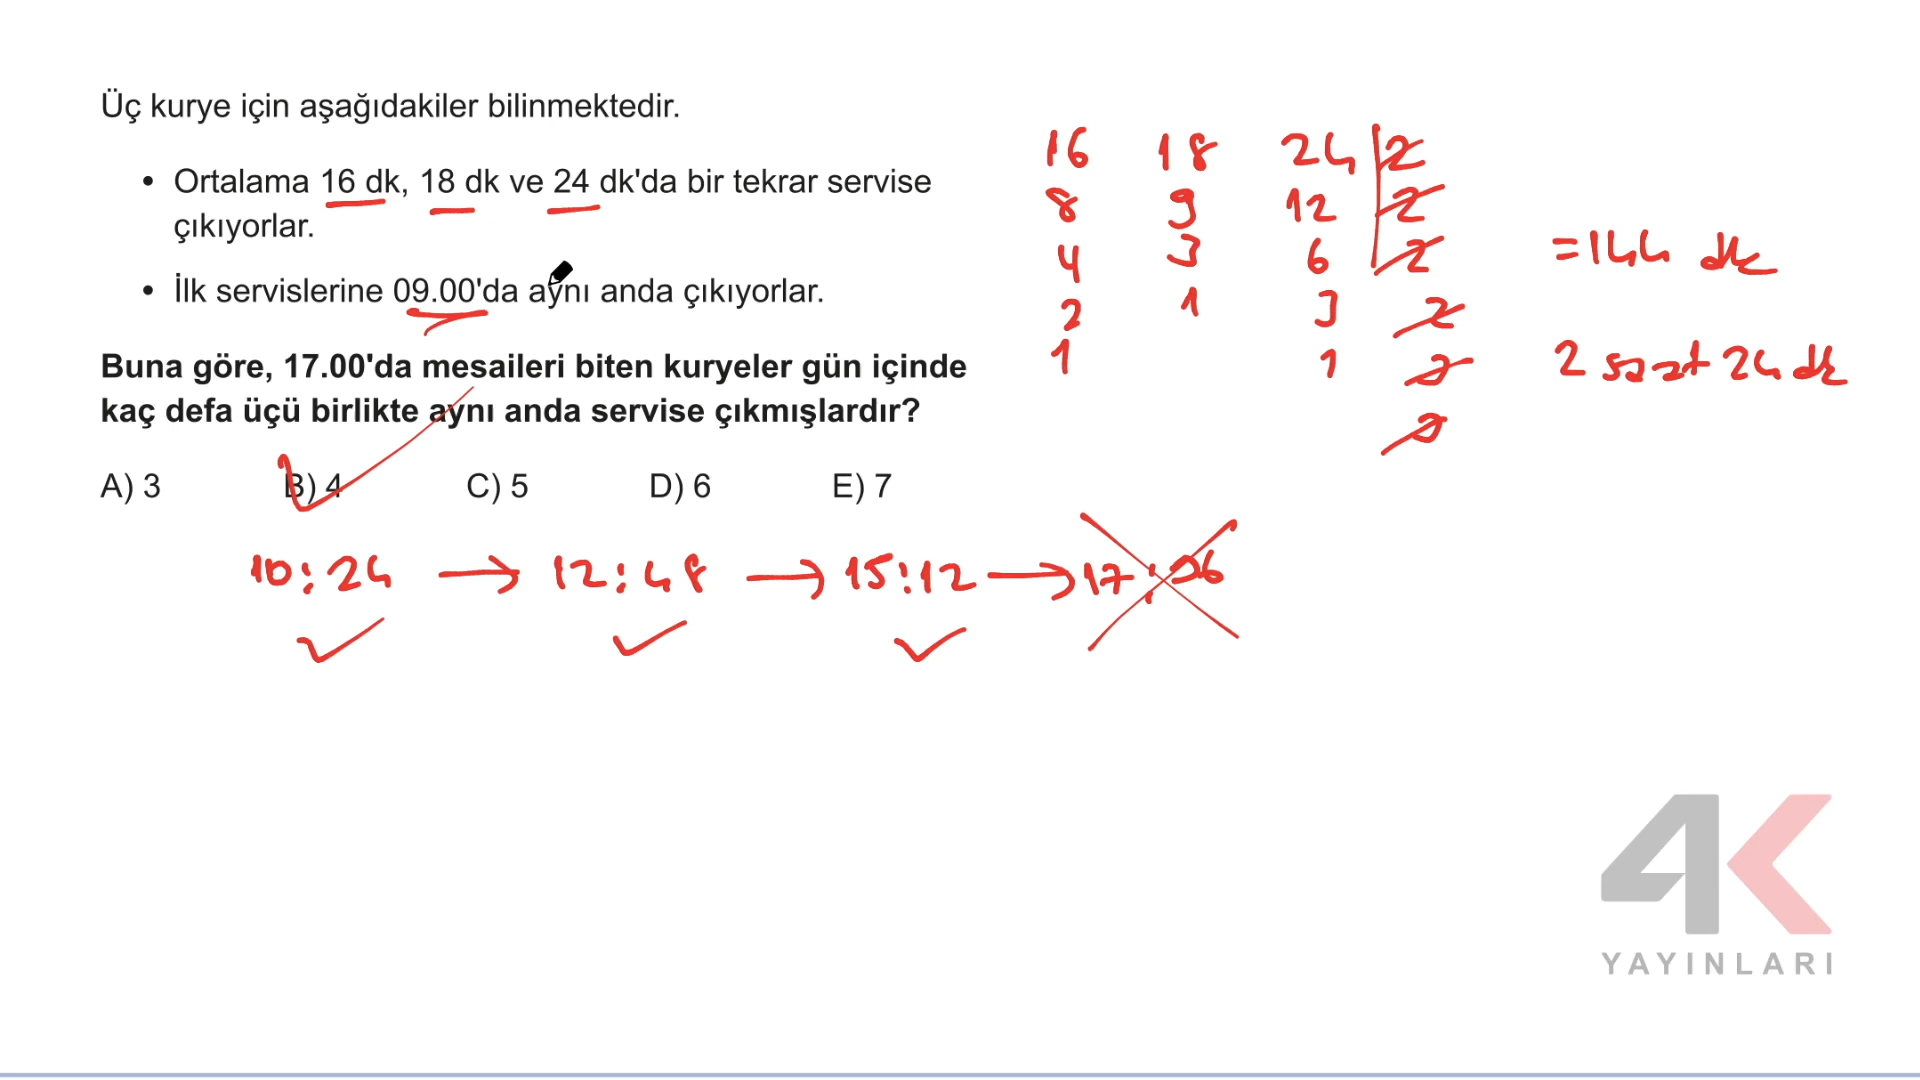 Üç kurye için aşağıdakiler bilinmektedir.
• Ortalama 16 dk, 18 dk ve 24 dk'da bir tekrar servise
çıkıyorlar.
• İlk servislerine 09.00'da aynı anda çıkıyorlar.
Buna göre, 17.00'da mesaileri biten kuryeler gün içinde
kaç defa üçü birlikte aynı anda servise çıkmışlardır?
A) 3 B) 4 C) 5 D) 6 E) 7
16 18 24 2
8 9 12 2
4 3 6 2
2 1 3 2
1 1
=144 dk
2 saat 24 dk
10:24 → 12:48 → 15:12 → 17:36
4K
YAYINLARI